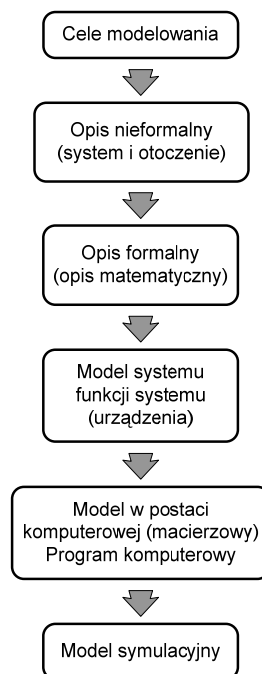 Cele modelowania
Opis nieformalny
(system i otoczenie)
Opis formalny
(opis matematyczny)
Model systemu
funkcji systemu
(urządzenia)
Model w postaci
komputerowej (macierzowy)
Program komputerowy
Model symulacyjny